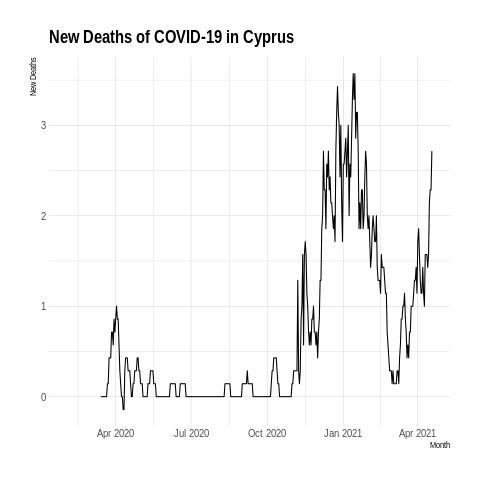 New Deaths of COVID-19 in Cyprus
New Deaths
3
2
1
0
Apr 2020 Jul 2020 Oct 2020 Jan 2021 Apr 2021
Month